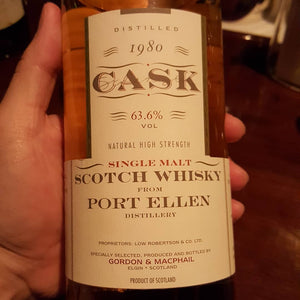 DISTILLED
1980
CASK
63.6%
VOL
NATURAL HIGH STRENGTH
SINGLE MALT
SCOTCH WHISKY
FROM
PORT ELLEN
DISTILLERY
PROPRIETORS: LOW ROBERTSON & CO. LTD.
SPECIALLY SELECTED, PRODUCED AND BOTTLED BY
GORDON & MACPHAIL
ELGIN · SCOTLAND
PRODUCT OF SCOTLAND